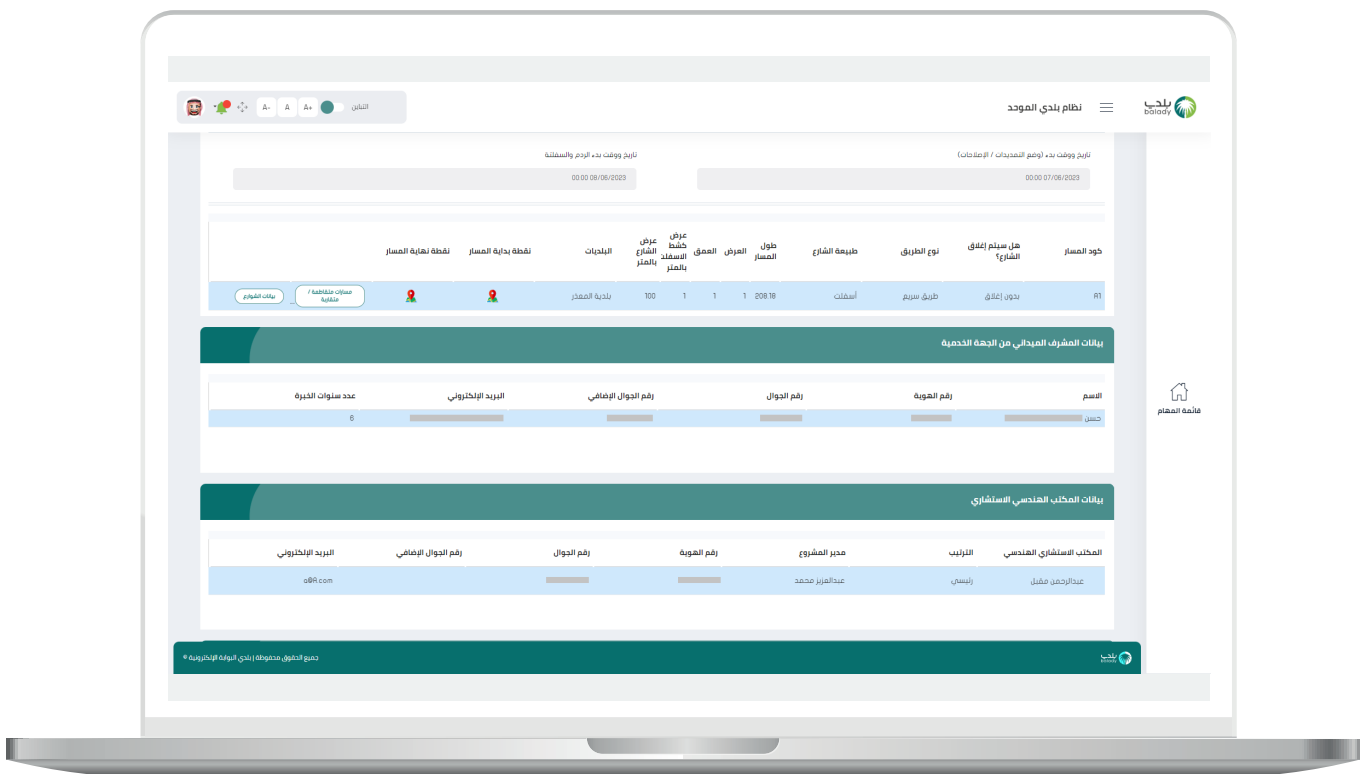 بلدي
balady
نظام بلدي الموحد
التباين
A+
A
A-
تاريخ ووقت بدء (وضع التمديدات / الإصلاحات)
تاريخ ووقت بدء الردم والسفلتة
00:00 07/06/2023
00:00 08/06/2023
كود المسار
هل سيتم إغلاق الشارع؟
نوع الطريق
طبيعة الشارع
طول المسار
العرض
العمق
عرض كشط الاسفلت بالمتر
عرض الشارع بالمتر
البلديات
نقطة بداية المسار
نقطة نهاية المسار
A1
بدون إغلاق
طريق سريع
أسفلت
208.18
1
1
1
100
بلدية المعذر
مسارات متقاطعة / متقاربة
بيانات الشوارع
بيانات المشرف الميداني من الجهة الخدمية
الاسم
رقم الهوية
رقم الجوال
رقم الجوال الإضافي
البريد الإلكتروني
عدد سنوات الخبرة
حسن
6
بيانات المكتب الهندسي الاستشاري
المكتب الاستشاري الهندسي
الترتيب
مدير المشروع
رقم الهوية
رقم الجوال
رقم الجوال الإضافي
البريد الإلكتروني
عبدالرحمن مقبل
رئيسي
عبدالعزيز محمد
a@A.com
قائمة المهام
بلدي
balady
جميع الحقوق محفوظة | بلدي البوابة الإلكترونية ©